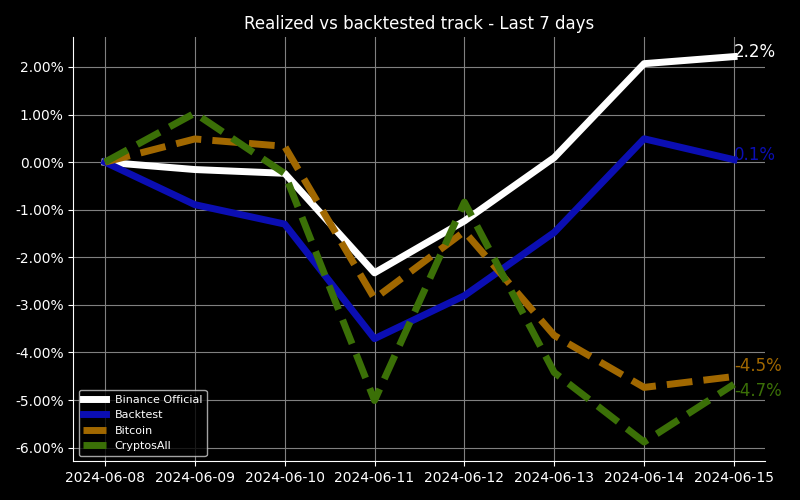 Realized vs backtested track - Last 7 days
2.00%
1.00%
0.00%
-1.00%
-2.00%
-3.00%
-4.00%
-5.00%
-6.00%
2.2%
0.1%
-4.5%
-4.7%
Binance Official
Backtest
Bitcoin
CryptosAll
2024-06-08 2024-06-09 2024-06-10 2024-06-11 2024-06-12 2024-06-13 2024-06-14 2024-06-15